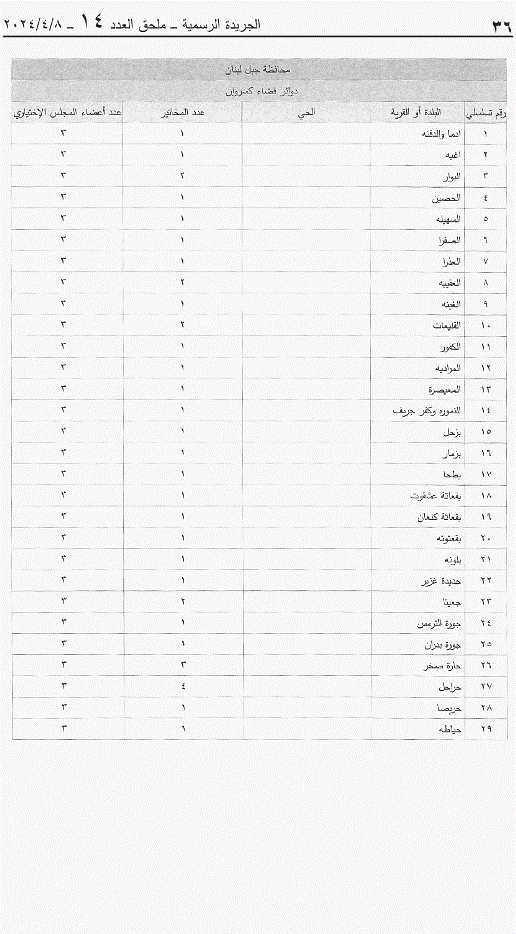 ٣٦ الجريدة الرسمية – ملحق العدد ١٤ – ٢٠٢٤/٤/٨
محافظة جبل لبنان
دوائر قضاء كسروان
رقم تسلسلي البلدة أو القرية الحي عدد المخاتير عدد أعضاء المجلس الإختياري
١ ادما والدفنه ١ ٣
٢ اغبه ١ ٣
٣ البوار ٢ ٣
٤ الحصين ١ ٣
٥ السهيله ١ ٣
٦ الصفرا ١ ٣
٧ العذرا ١ ٣
٨ العقيبه ٢ ٣
٩ الغينه ١ ٣
١٠ القليعات ٢ ٣
١١ الكفور ١ ٣
١٢ المراديه ١ ٣
١٣ المعيصرة ١ ٣
١٤ النموره وكفر جريف ١ ٣
١٥ بزحل ١ ٣
١٦ بزمار ١ ٣
١٧ بطحا ١ ٣
١٨ بقعاتة عشقوت ١ ٣
١٩ بقعاتة كنعان ١ ٣
٢٠ بقعتوته ١ ٣
٢١ بلونه ١ ٣
٢٢ حديدة غزير ١ ٣
٢٣ جعيتا ٢ ٣
٢٤ جورة الترمس ١ ٣
٢٥ جورة بدران ١ ٣
٢٦ حارة صخر ٣ ٣
٢٧ حراجل ٤ ٣
٢٨ حريصا ١ ٣
٢٩ حياطه ١ ٣